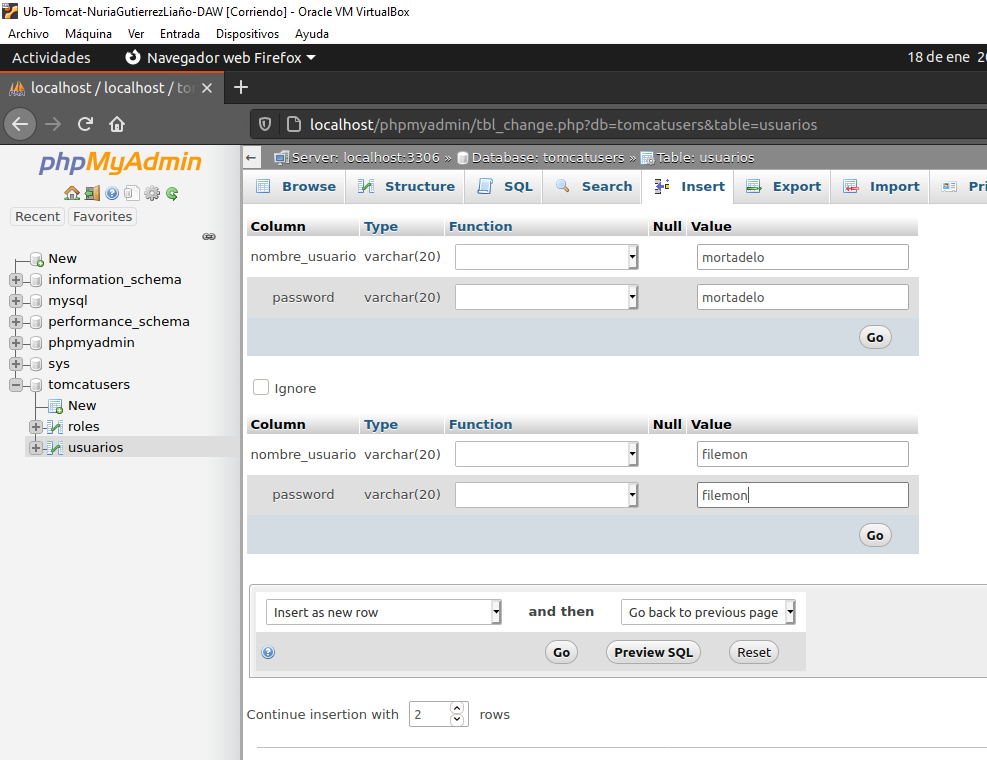 Ub-Tomcat-NuriaGutierrezLiaño-DAW [Corriendo] - Oracle VM VirtualBox
Archivo Máquina Ver Entrada Dispositivos Ayuda
Actividades Navegador web Firefox 18 de ene 20
localhost / localhost / to
localhost/phpmyadmin/tbl_change.php?db=tomcatusers&table=usuarios
phpMyAdmin
Recent Favorites
New
information_schema
mysql
performance_schema
phpmyadmin
sys
tomcatusers
New
roles
usuarios
Server: localhost:3306 » Database: tomcatusers » Table: usuarios
Browse Structure SQL Search Insert Export Import Pri
Column Type Function Null Value
nombre_usuario varchar(20) mortadelo
password varchar(20) mortadelo
Go
Ignore
Column Type Function Null Value
nombre_usuario varchar(20) filemon
password varchar(20) filemon
Go
Insert as new row and then Go back to previous page
Go Preview SQL Reset
Continue insertion with 2 rows